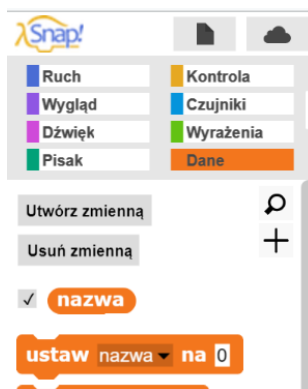 Snap!
Ruch Kontrola
Wygląd Czujniki
Dźwięk Wyrażenia
Pisak Dane
Utwórz zmienną
Usuń zmienną
nazwa
ustaw nazwa na 0